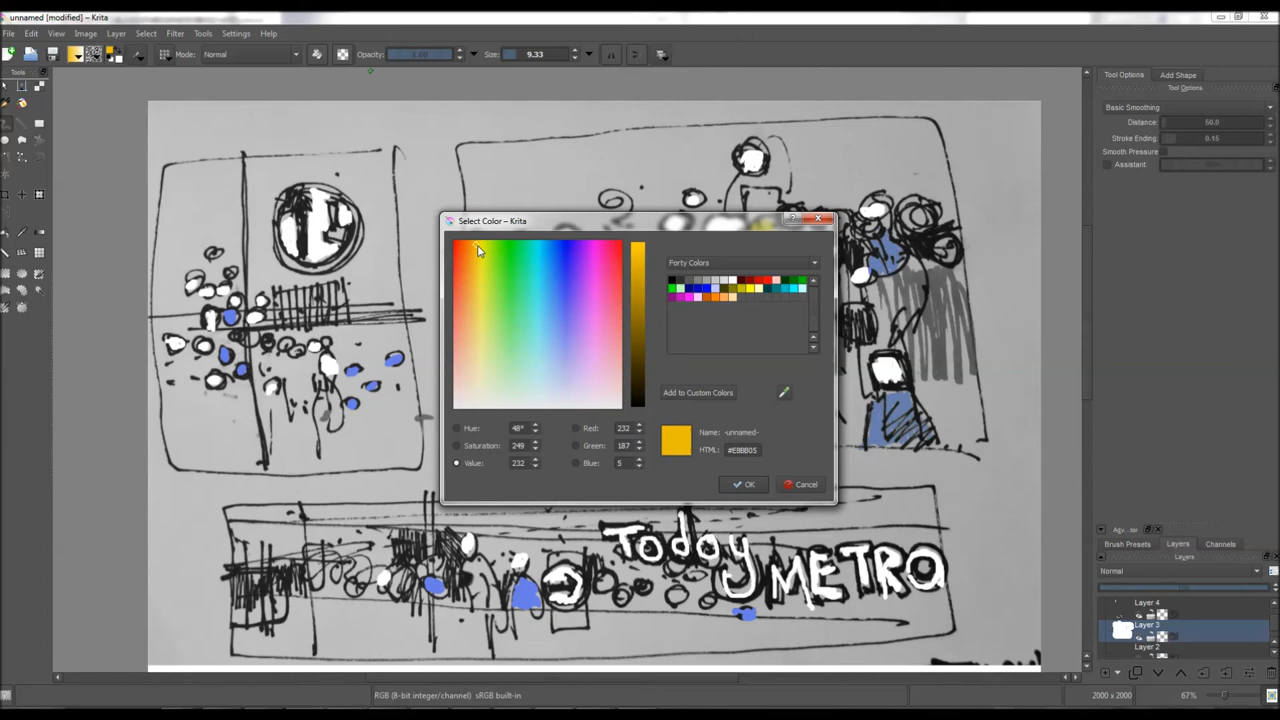 unnamed [modified] – Krita
File Edit View Image Layer Select Filter Tools Settings Help
Mode: Normal Opacity: 1.00 Size: 9.33
Tools
Tool Options Add Shape
Tool Options
Basic Smoothing
Distance: 50.0
Stroke Ending: 0.15
Smooth Pressure
Assistant:
Select Color – Krita
Forty Colors
Add to Custom Colors
Hue: 48° Red: 232 Name: -unnamed-
Saturation: 249 Green: 187 HTML: #E8BB05
Value: 232 Blue: 5
OK Cancel
Today METRO
Brush Presets Layers Channels
Layers
Normal
Layer 4
Layer 3
Layer 2
RGB (8-bit integer/channel) sRGB built-in 2000 x 2000 67%